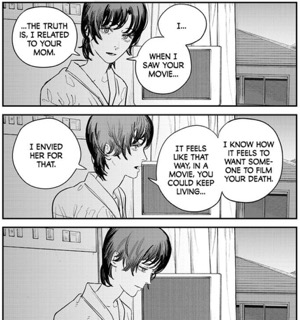 I...
WHEN
I SAW
YOUR
MOVIE...
...THE TRUTH
IS, I RELATED
TO YOUR
MOM.
I KNOW HOW
IT FEELS TO
WANT SOME-
ONE TO FILM
YOUR DEATH.
IT FEELS
LIKE THAT
WAY, IN A
MOVIE, YOU
COULD KEEP
LIVING...
I ENVIED
HER FOR
THAT.